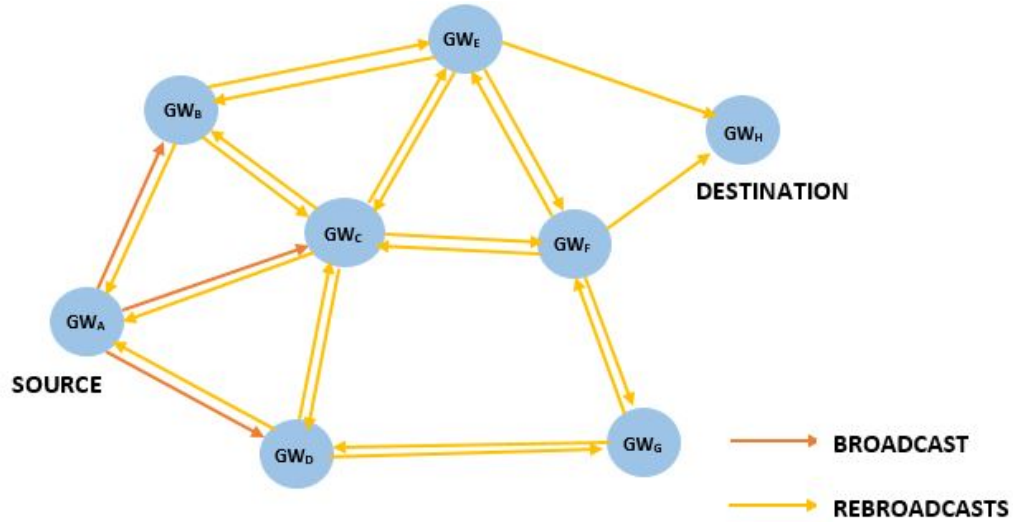 GWE
GWB
GWH
DESTINATION
GWC
GWF
GWA
SOURCE
GWD
GWG
BROADCAST
REBROADCASTS